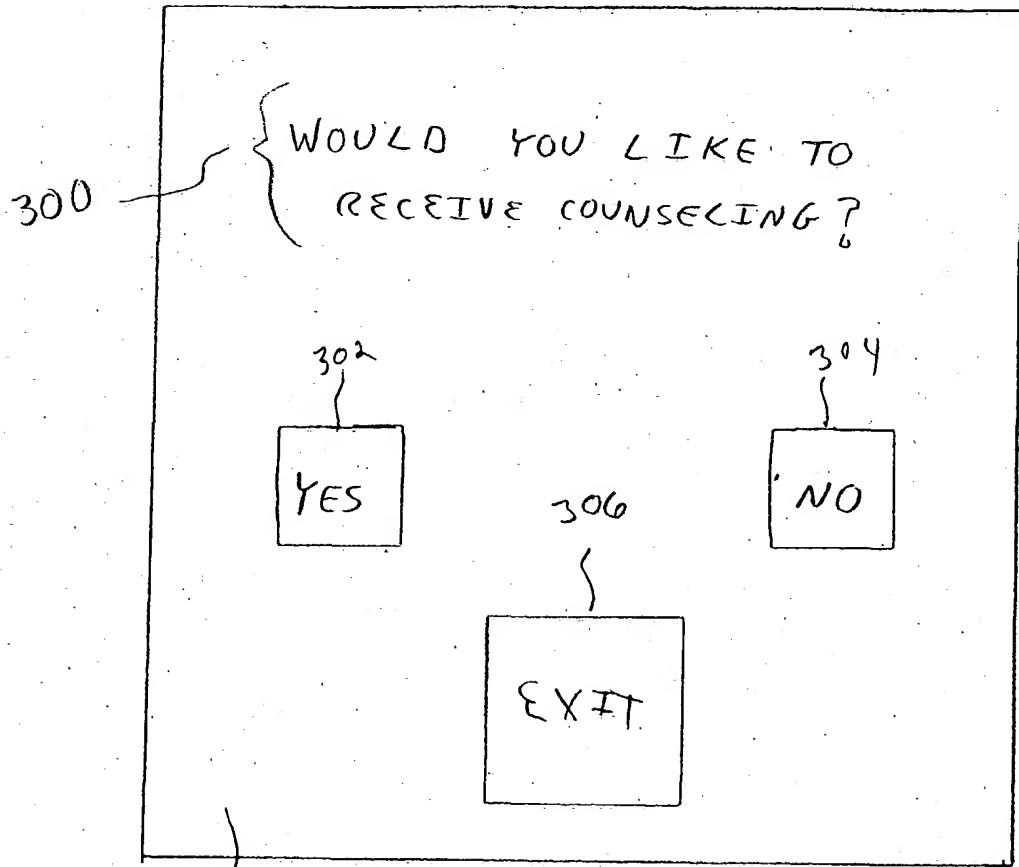 WOULD YOU LIKE TO
300
RECEIVE COUNSELING?
302
304
YES
306
NO
EXIT